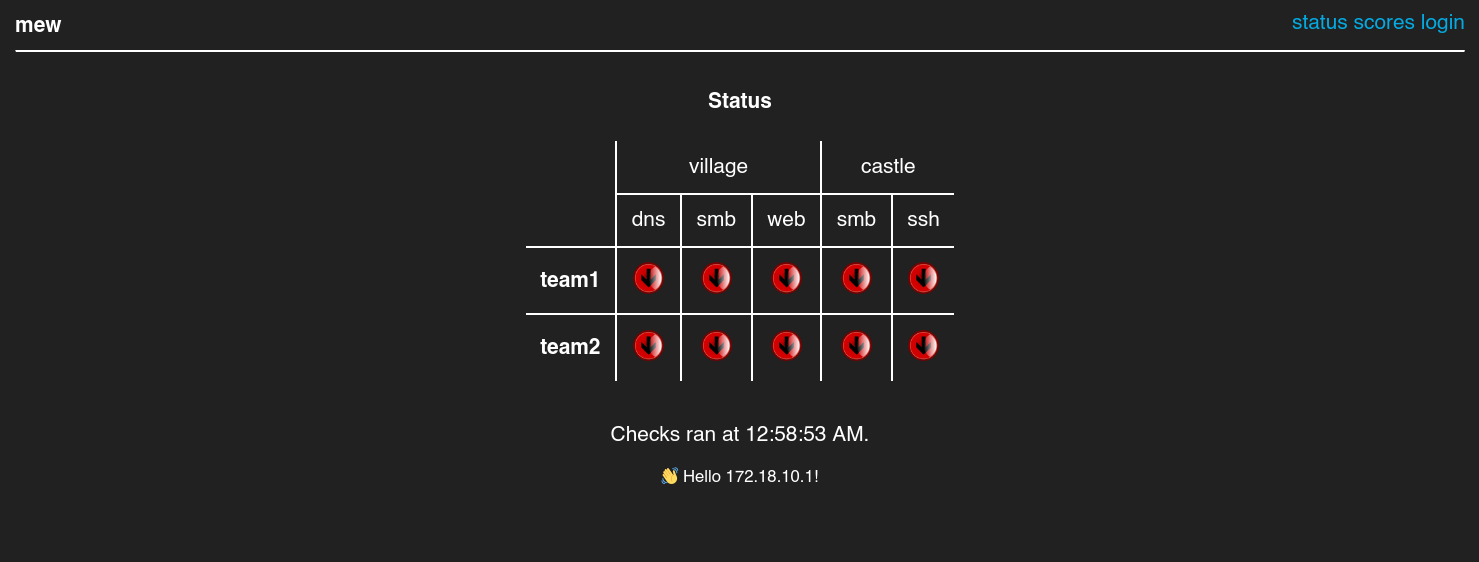 mew
status scores login
Status
village castle
dns smb web smb ssh
team1
team2
Checks ran at 12:58:53 AM.
👋 Hello 172.18.10.1!